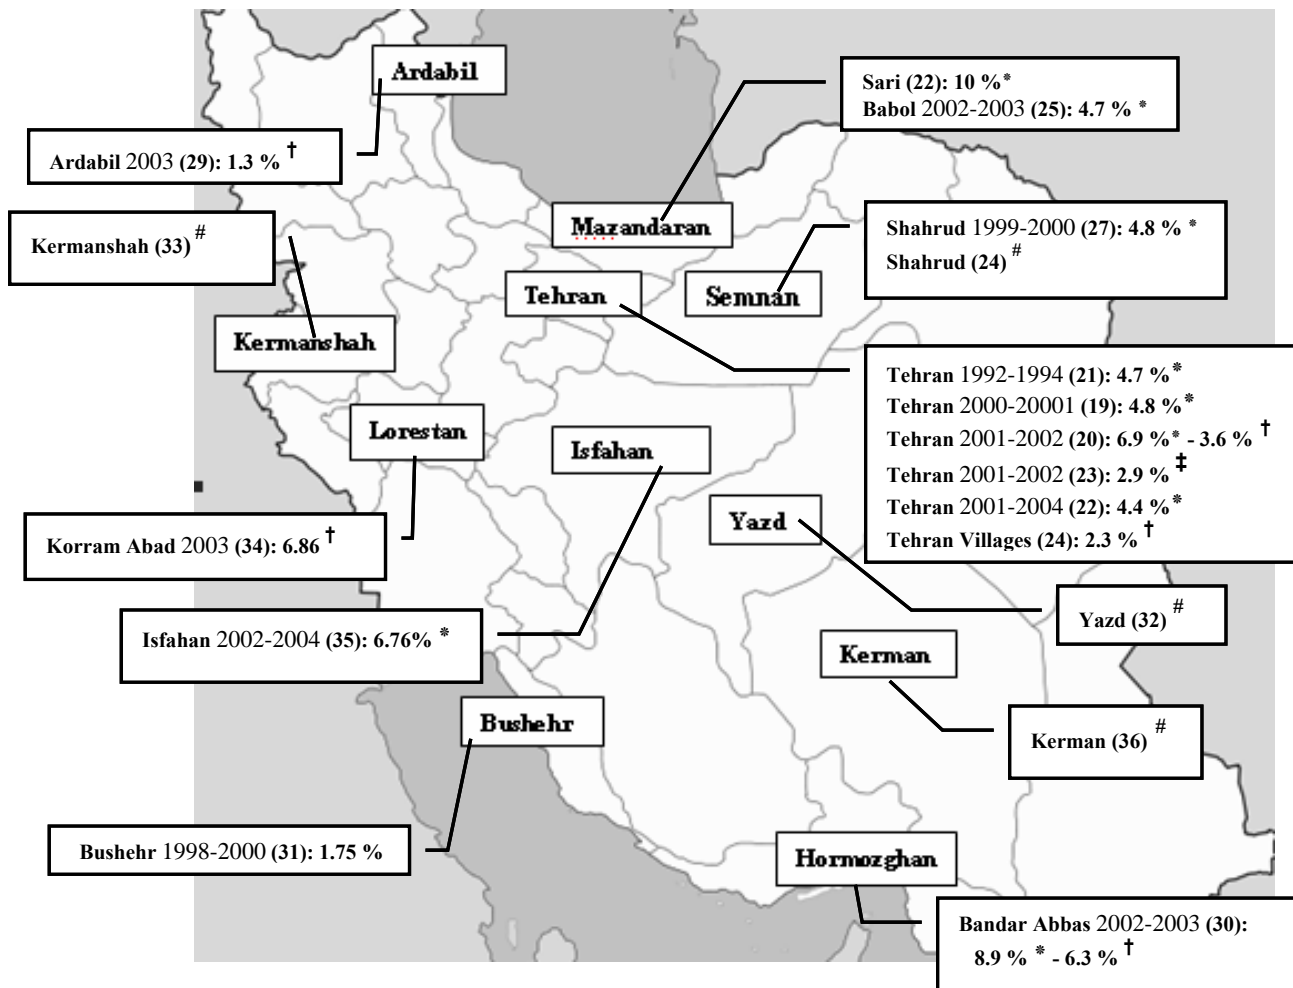 Ardabil
Sari (22): 10 %*
Babol 2002-2003 (25): 4.7 % *
Ardabil 2003 (29): 1.3 % †
Kermanshah (33) #
Mazandaran
Shahrud 1999-2000 (27): 4.8 % *
Shahrud (24) #
Tehran
Semnan
Kermanshah
Tehran 1992-1994 (21): 4.7 %*
Tehran 2000-20001 (19): 4.8 %*
Tehran 2001-2002 (20): 6.9 %* - 3.6 % †
Tehran 2001-2002 (23): 2.9 % ‡
Tehran 2001-2004 (22): 4.4 %*
Tehran Villages (24): 2.3 % †
Lorestan
Isfahan
Yazd
Korram Abad 2003 (34): 6.86 †
Isfahan 2002-2004 (35): 6.76% *
Yazd (32) #
Kerman
Bushehr
Kerman (36) #
Bushehr 1998-2000 (31): 1.75 %
Hormozghan
Bandar Abbas 2002-2003 (30):
8.9 % * - 6.3 % †